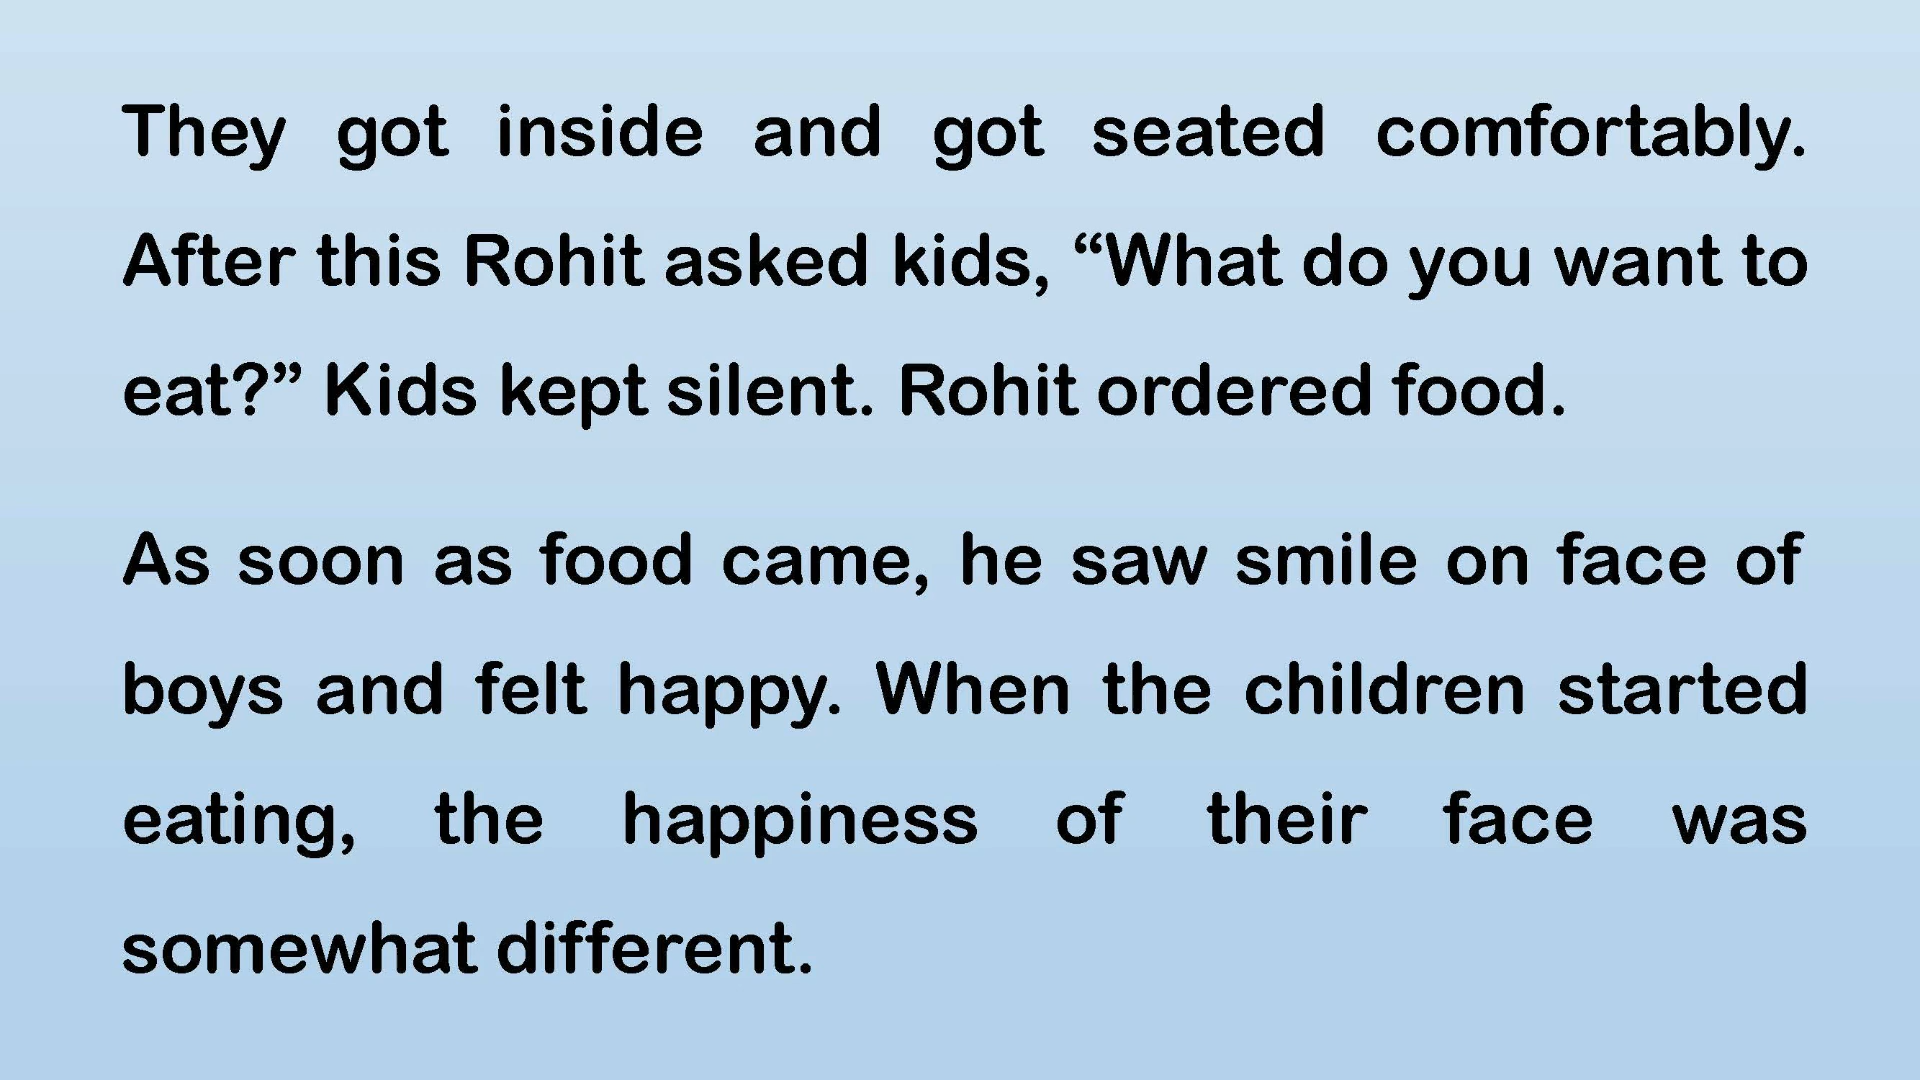 They got inside and got seated comfortably.
After this Rohit asked kids, “What do you want to
eat?” Kids kept silent. Rohit ordered food.
As soon as food came, he saw smile on face of
boys and felt happy. When the children started
eating, the happiness of their face was
somewhat different.